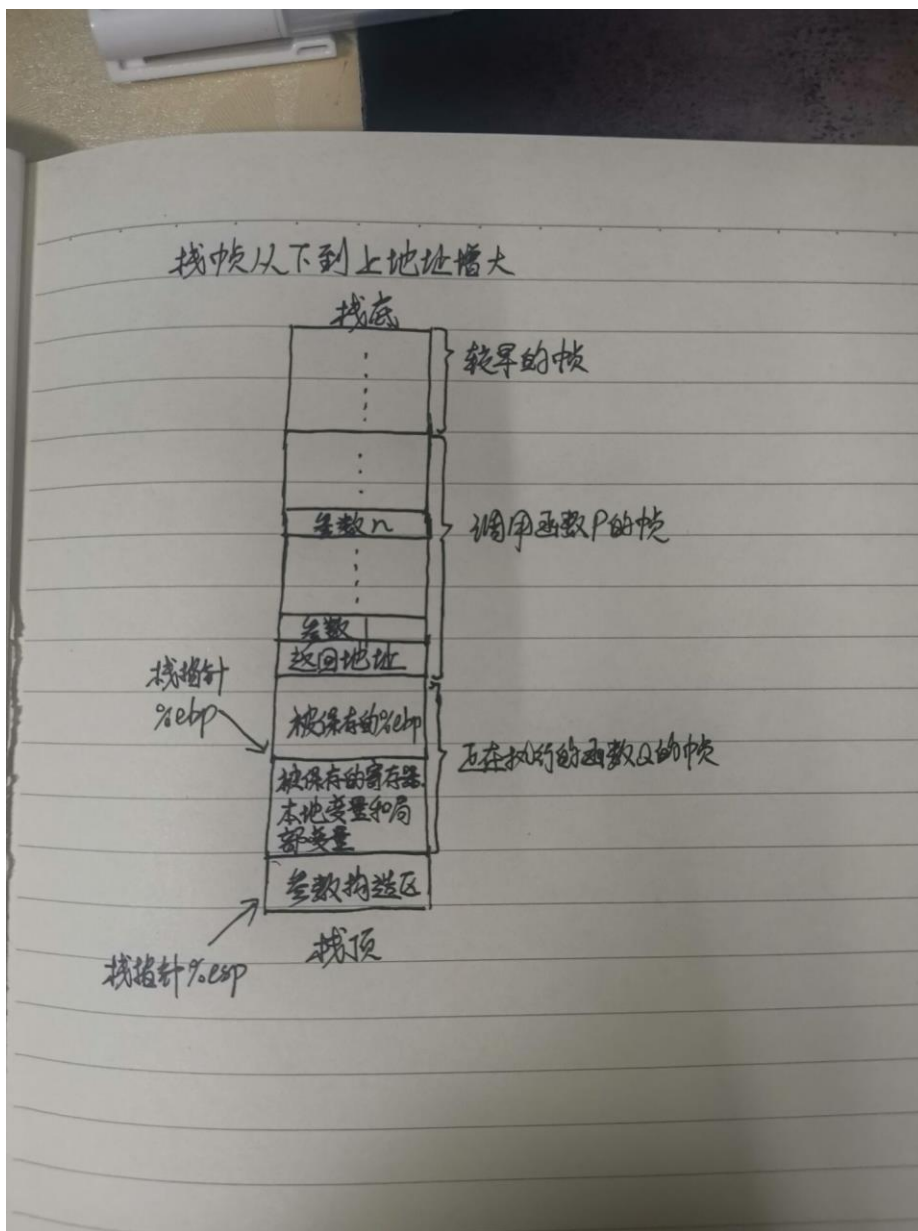 栈帧从下到上地址增大
栈底
较早的帧
参数n
调用函数P的帧
参数1
返回地址
栈指针
%ebp
被保存的%ebp
正在执行的函数Q的帧
被保存的寄存器
本地变量和局
部变量
参数构造区
栈指针%esp
栈顶